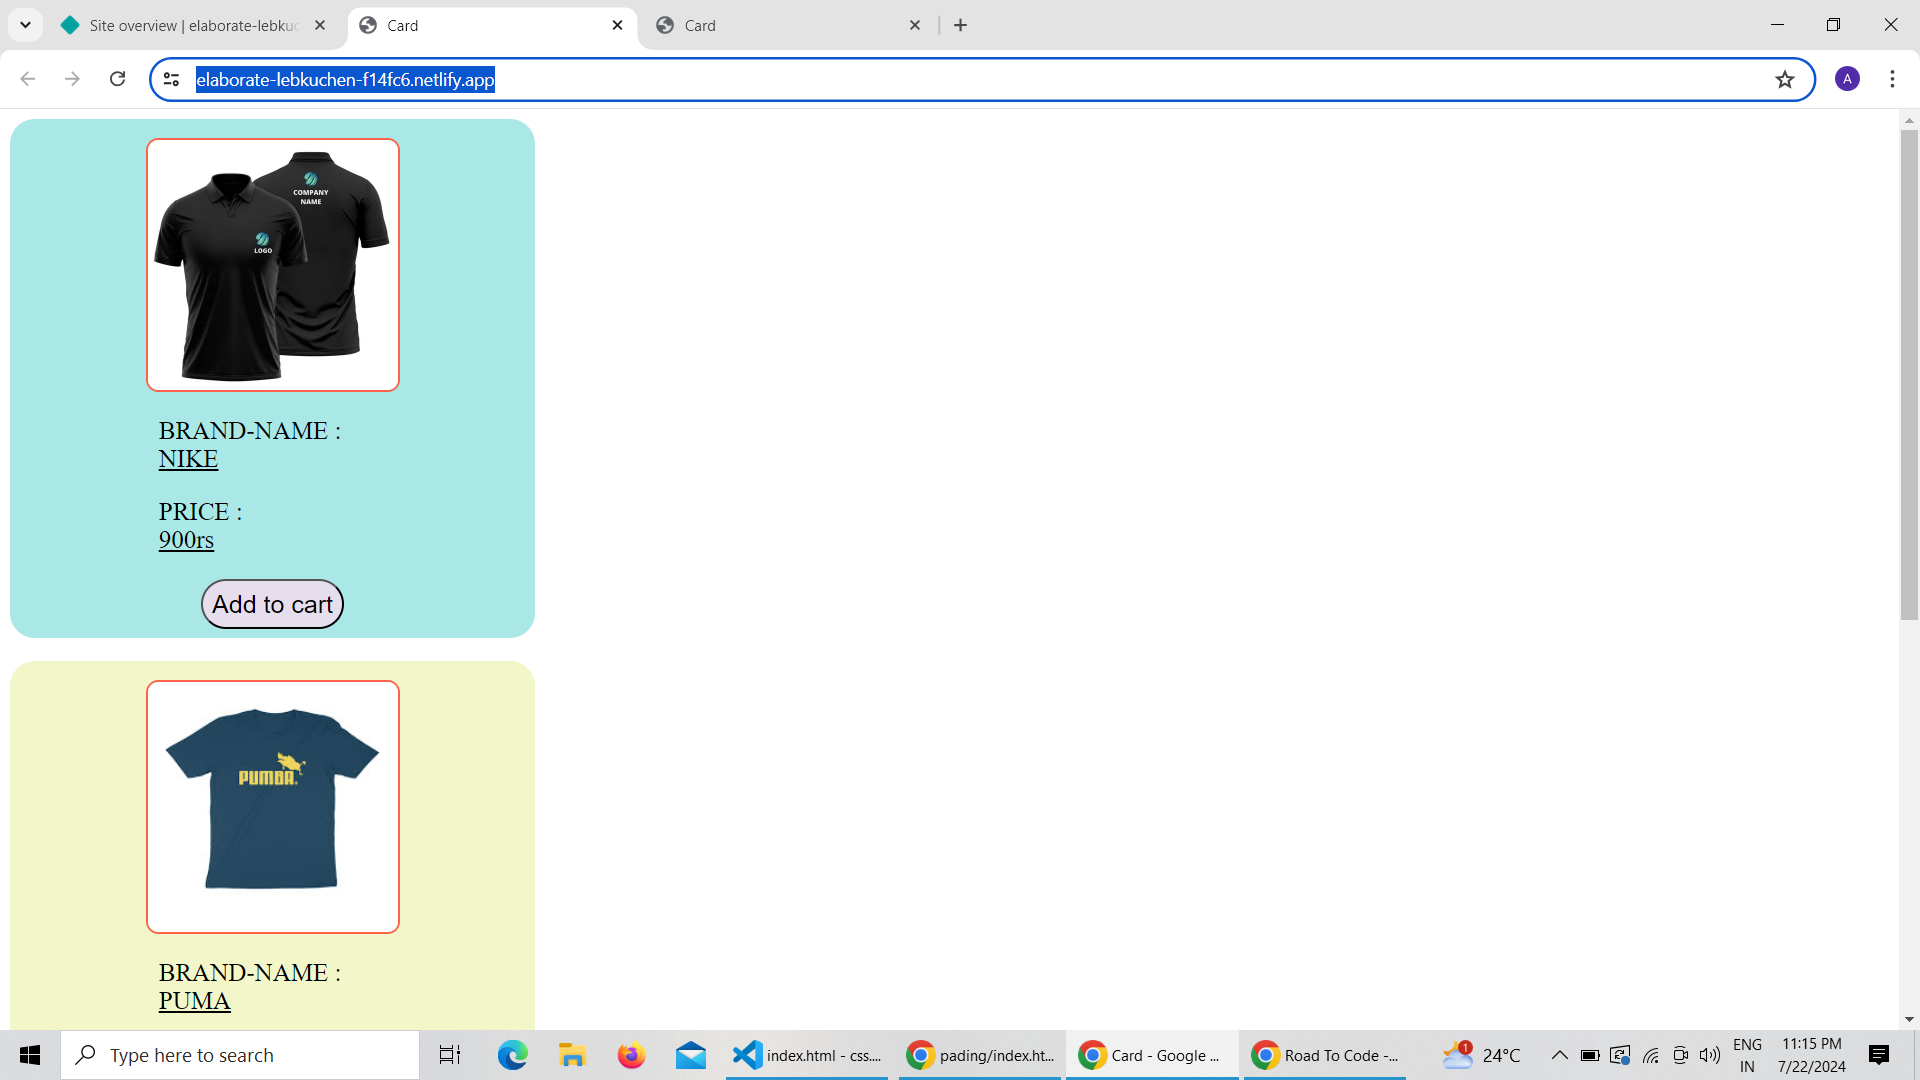 Site overview | elaborate-lebkuc
Card
Card
elaborate-lebkuchen-f14fc6.netlify.app
A
COMPANY
NAME
LOGO
BRAND-NAME :
NIKE
PRICE :
900rs
Add to cart
PUMBA
BRAND-NAME :
PUMA
Type here to search
index.html - css....
pading/index.ht...
Card - Google ...
Road To Code -...
1
24°C
ENG
IN
11:15 PM
7/22/2024